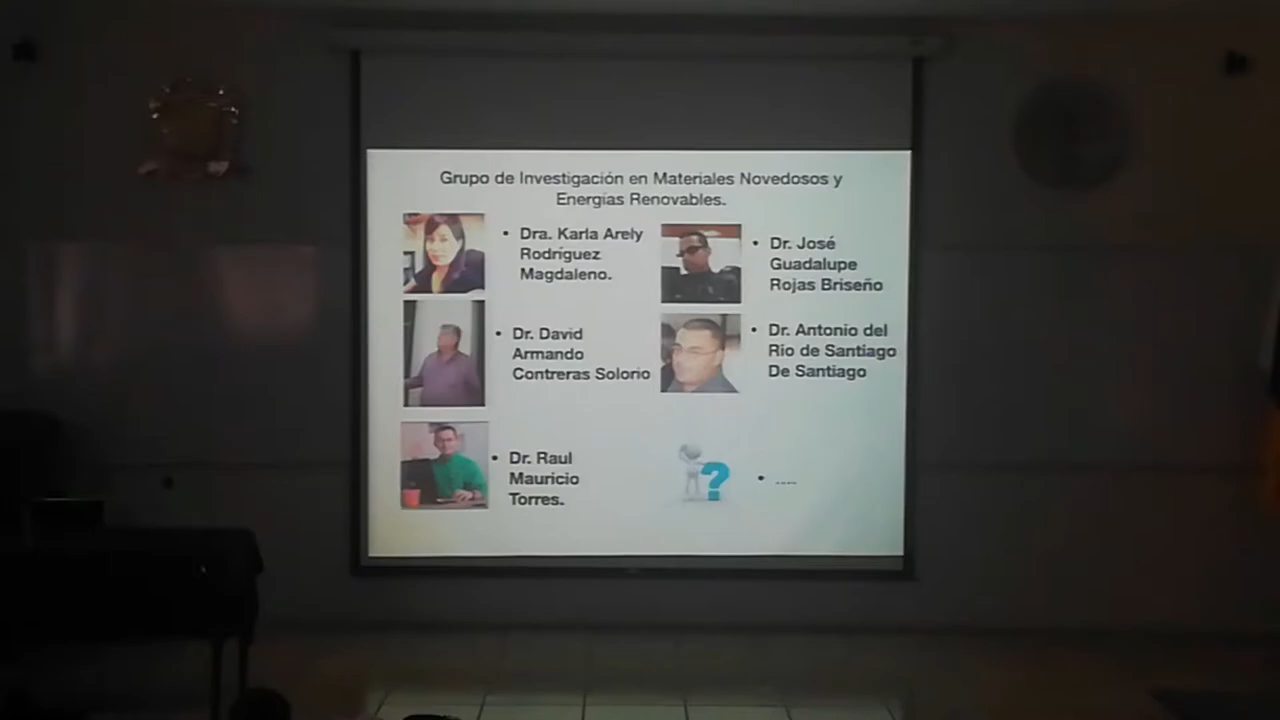 Grupo de Investigación en Materiales Novedosos y
Energías Renovables.
• Dra. Karla Arely
Rodríguez
Magdaleno.
• Dr. José
Guadalupe
Rojas Briseño
• Dr. David
Armando
Contreras Solorio
• Dr. Antonio del
Rio de Santiago
De Santiago
• Dr. Raul
Mauricio
Torres.
?
• ....